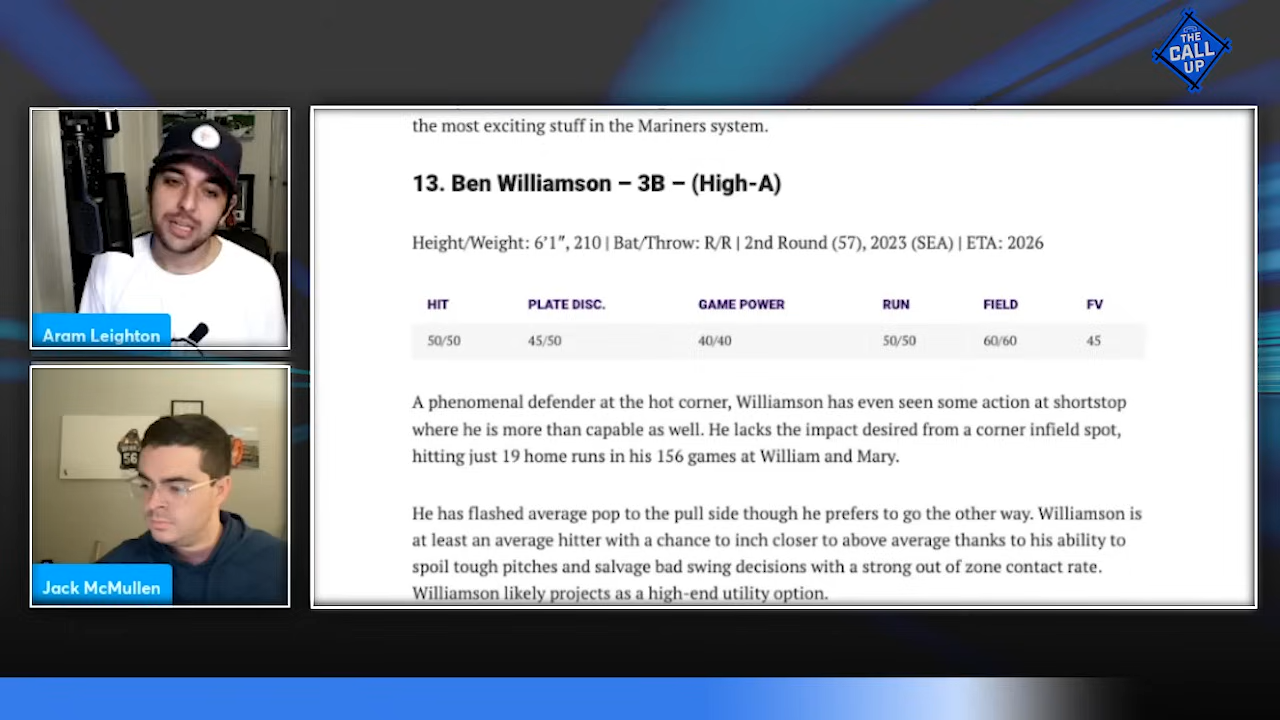 THE
CALL
UP
the most exciting stuff in the Mariners system.
13. Ben Williamson – 3B – (High-A)
Height/Weight: 6’1”, 210 | Bat/Throw: R/R | 2nd Round (57), 2023 (SEA) | ETA: 2026
HIT PLATE DISC. GAME POWER RUN FIELD FV
50/50 45/50 40/40 50/50 60/60 45
A phenomenal defender at the hot corner, Williamson has even seen some action at shortstop
where he is more than capable as well. He lacks the impact desired from a corner infield spot,
hitting just 19 home runs in his 156 games at William and Mary.
He has flashed average pop to the pull side though he prefers to go the other way. Williamson is
at least an average hitter with a chance to inch closer to above average thanks to his ability to
spoil tough pitches and salvage bad swing decisions with a strong out of zone contact rate.
Williamson likely projects as a high-end utility option.
Aram Leighton
56
Jack McMullen